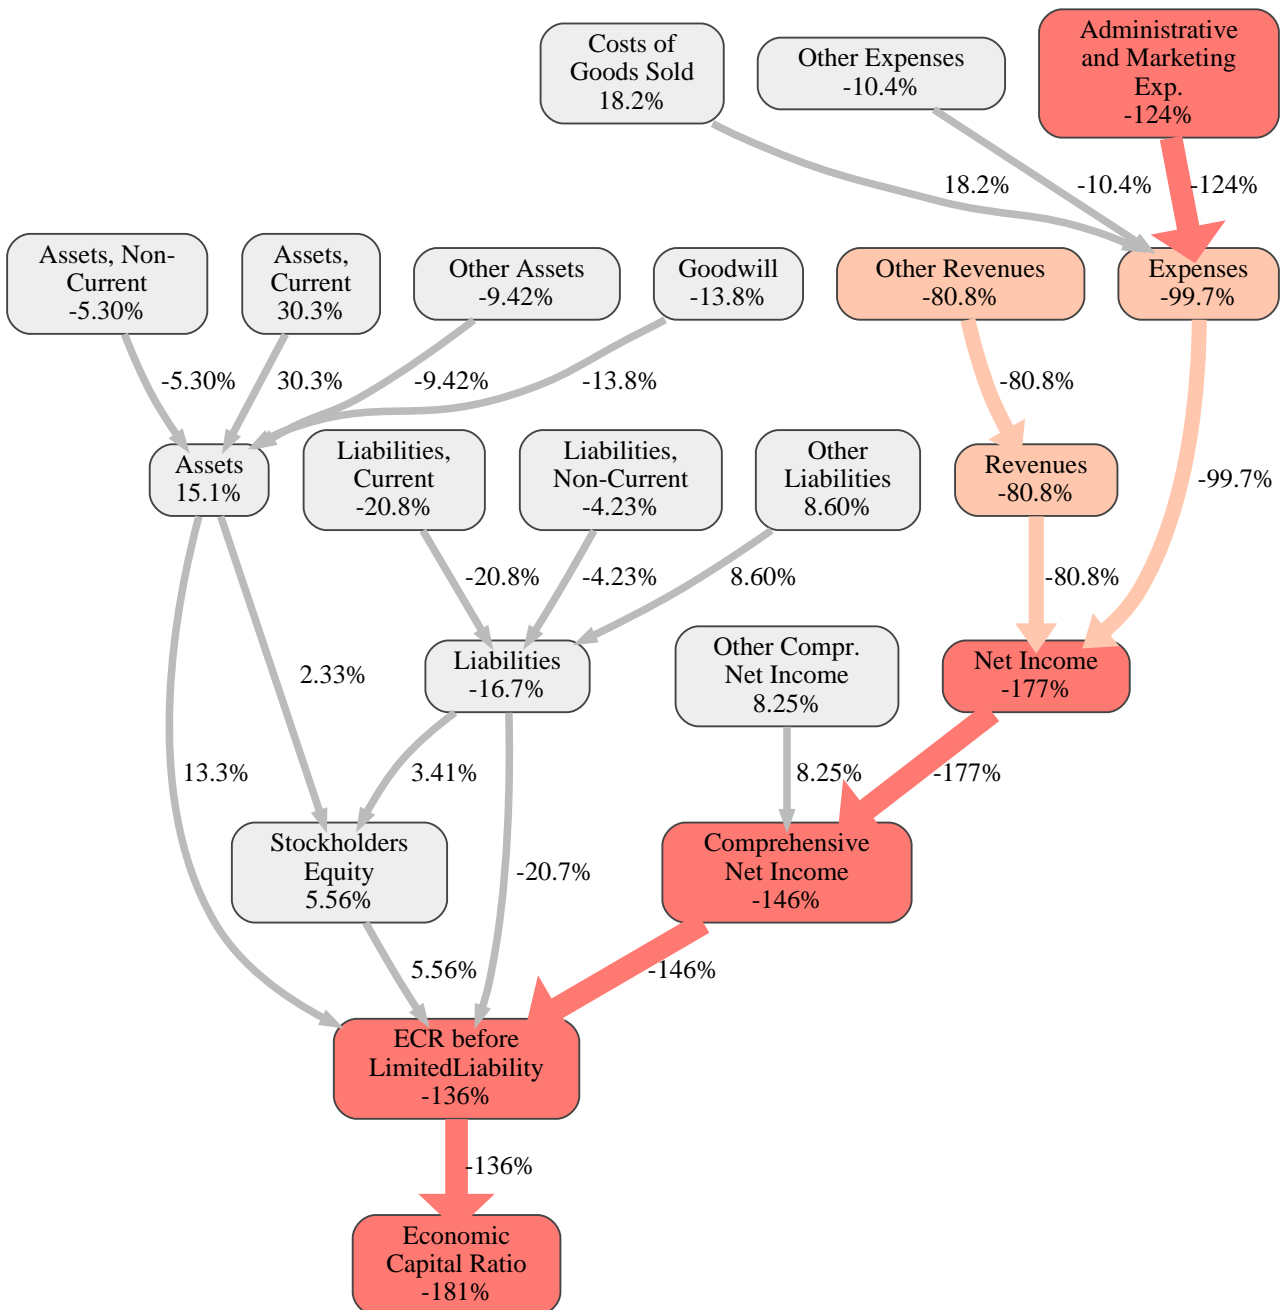 Costs of
Goods Sold
18.2%
Other Expenses
-10.4%
Administrative
and Marketing
Exp.
-124%
18.2%
-10.4%
-124%
Assets, Non-
Current
-5.30%
Assets,
Current
30.3%
Other Assets
-9.42%
Goodwill
-13.8%
Other Revenues
-80.8%
Expenses
-99.7%
-5.30%
30.3%
-9.42%
-13.8%
-80.8%
-99.7%
Assets
15.1%
Liabilities,
Current
-20.8%
Liabilities,
Non-Current
-4.23%
Other
Liabilities
8.60%
Revenues
-80.8%
-20.8%
-4.23%
8.60%
-80.8%
2.33%
Liabilities
-16.7%
Other Compr.
Net Income
8.25%
Net Income
-177%
13.3%
3.41%
8.25%
-177%
Stockholders
Equity
5.56%
-20.7%
Comprehensive
Net Income
-146%
5.56%
-146%
ECR before
LimitedLiability
-136%
-136%
Economic
Capital Ratio
-181%